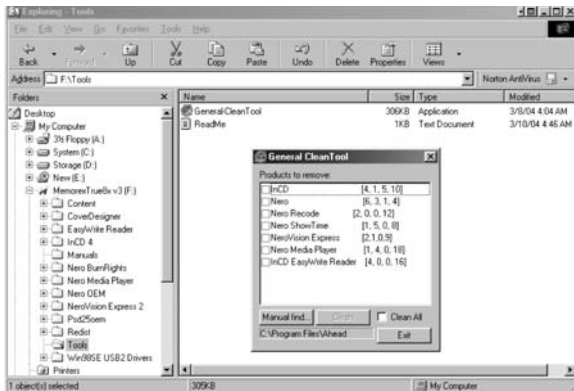 Exploring - Tools
File Edit View Go Favorites Tools Help
Back Forward Up Cut Copy Paste Undo Delete Properties Views
Address F:\Tools Norton AntiVirus
Folders
Name Size Type Modified
Desktop
My Computer
3½ Floppy (A:)
System (C:)
Storage (D:)
New (E:)
MemorexTrue8x v3 (F:)
Content
CoverDesigner
EasyWrite Reader
InCD 4
Manuals
Nero BurnRights
Nero Media Player
Nero OEM
NeroVision Express 2
Psd25oem
Redist
Tools
Win98SE USB2 Drivers
Printers
GeneralCleanTool 306KB Application 3/8/04 4:04 AM
ReadMe 1KB Text Document 3/10/04 4:46 AM
General CleanTool
Products to remove:
InCD [4, 1, 5, 10]
Nero [6, 3, 1, 4]
Nero Recode [2, 0, 0, 12]
Nero ShowTime [1, 5, 0, 8]
NeroVision Express [2,1,0,9]
Nero Media Player [1, 4, 0, 18]
InCD EasyWrite Reader [4, 0, 0, 16]
Manual find... Clean Clean All
C:\Program Files\Ahead Exit
1 object(s) selected 305KB My Computer